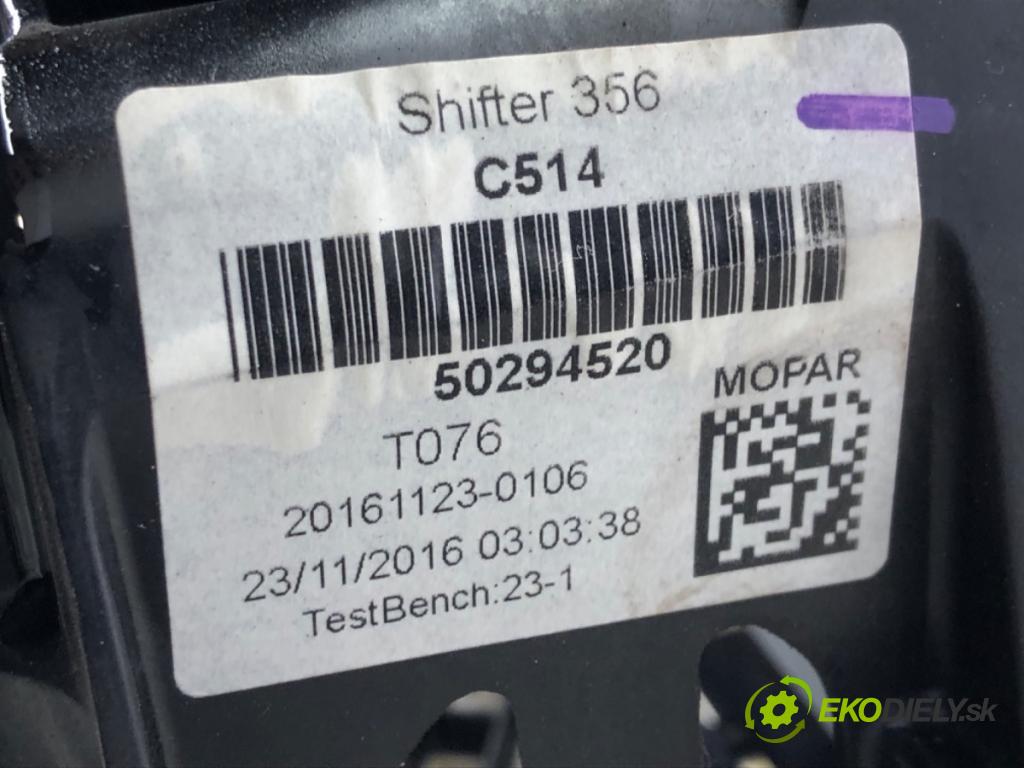 Shifter 356
C514
50294520
MOPAR
T076
20161123-0106
23/11/2016 03:03:38
TestBench:23-1
EKODIELY.sk